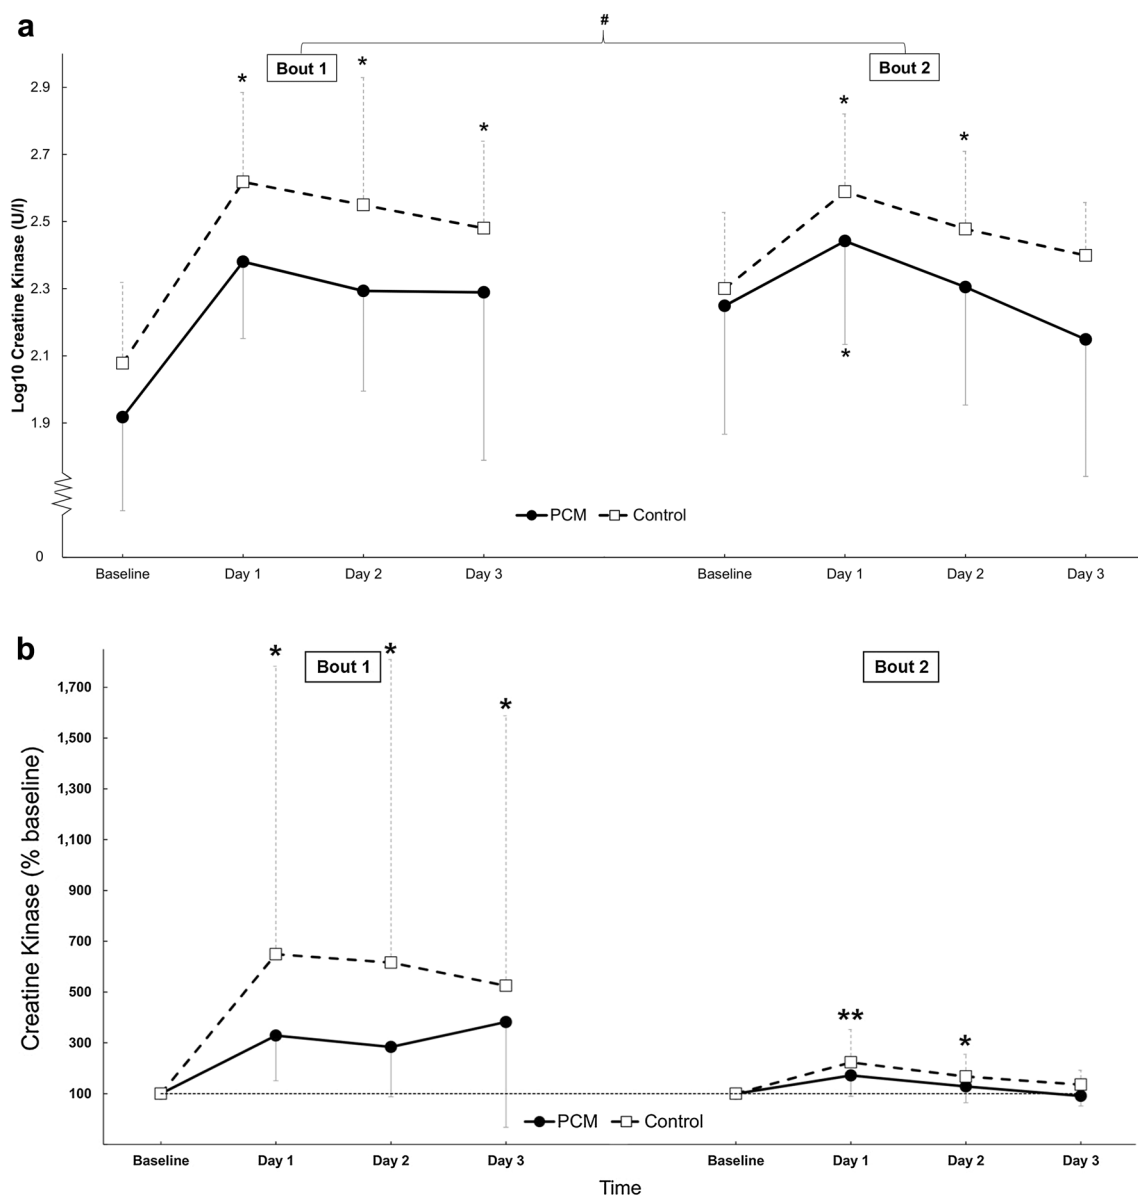 #
a
Bout 1
Bout 2
* * * * *
*
Log10 Creatine Kinase (U/l)
2.9
2.7
2.5
2.3
2.1
1.9
0
PCM Control
Baseline Day 1 Day 2 Day 3 Baseline Day 1 Day 2 Day 3
b
Bout 1
Bout 2
* * * ** *
Creatine Kinase (% baseline)
1,700
1,500
1,300
1,100
900
700
500
300
100
PCM Control
Baseline Day 1 Day 2 Day 3 Baseline Day 1 Day 2 Day 3
Time